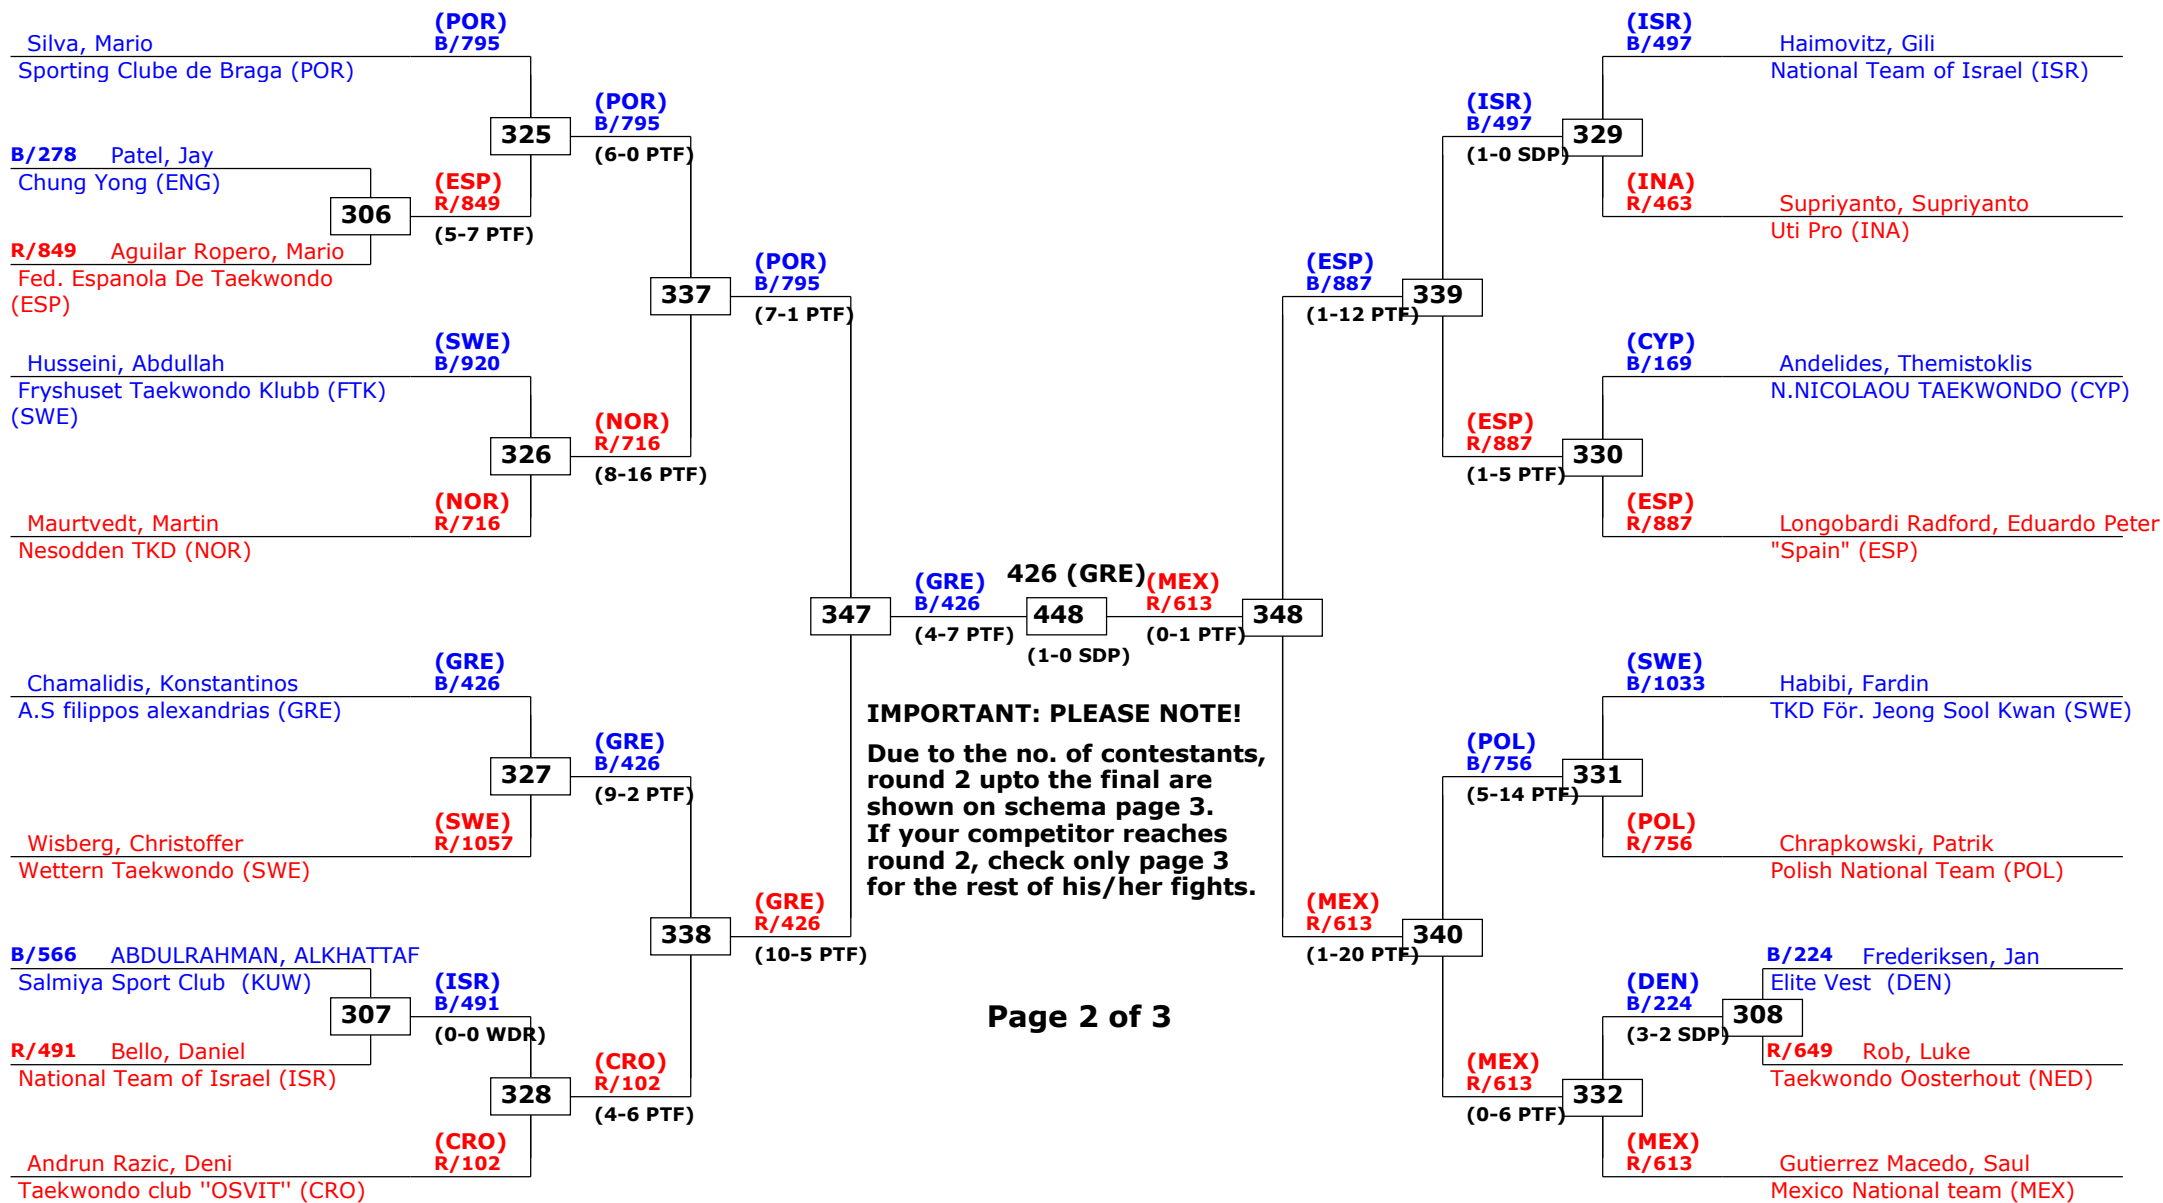 Silva, Mario
(POR)
B/795
Sporting Clube de Braga (POR)
325
(POR)
B/795
(6-0 PTF)
B/278 Patel, Jay
Chung Yong (ENG)
306
(ESP)
R/849
(5-7 PTF)
R/849 Aguilar Ropero, Mario
Fed. Espanola De Taekwondo
(ESP)
337
(POR)
B/795
(7-1 PTF)
Husseini, Abdullah
(SWE)
B/920
Fryshuset Taekwondo Klubb (FTK)
(SWE)
326
(NOR)
R/716
(8-16 PTF)
Maurtvedt, Martin
(NOR)
R/716
Nesodden TKD (NOR)
347
(GRE)
B/426
(4-7 PTF)
426 (GRE)
448
(1-0 SDP)
(MEX)
R/613
(0-1 PTF)
348
Chamalidis, Konstantinos
(GRE)
B/426
A.S filippos alexandrias (GRE)
327
(GRE)
B/426
(9-2 PTF)
Wisberg, Christoffer
(SWE)
R/1057
Wettern Taekwondo (SWE)
338
(GRE)
R/426
(10-5 PTF)
B/566 ABDULRAHMAN, ALKHATTAF
Salmiya Sport Club (KUW)
307
(ISR)
B/491
(0-0 WDR)
R/491 Bello, Daniel
National Team of Israel (ISR)
328
(CRO)
R/102
(4-6 PTF)
Andrun Razic, Deni
(CRO)
R/102
Taekwondo club "OSVIT" (CRO)
IMPORTANT: PLEASE NOTE!
Due to the no. of contestants,
round 2 upto the final are
shown on schema page 3.
If your competitor reaches
round 2, check only page 3
for the rest of his/her fights.
Page 2 of 3
(ISR)
B/497
Haimovitz, Gili
National Team of Israel (ISR)
(ISR)
B/497
(1-0 SDP)
329
(INA)
R/463
Supriyanto, Supriyanto
Uti Pro (INA)
(ESP)
B/887
(1-12 PTF)
339
(CYP)
B/169
Andelides, Themistoklis
N.NICOLAOU TAEKWONDO (CYP)
(ESP)
R/887
(1-5 PTF)
330
(ESP)
R/887
Longobardi Radford, Eduardo Peter
"Spain" (ESP)
(SWE)
B/1033
Habibi, Fardin
TKD För. Jeong Sool Kwan (SWE)
(POL)
B/756
(5-14 PTF)
331
(POL)
R/756
Chrapkowski, Patrik
Polish National Team (POL)
(MEX)
R/613
(1-20 PTF)
340
B/224 Frederiksen, Jan
Elite Vest (DEN)
(DEN)
B/224
(3-2 SDP)
308
R/649 Rob, Luke
Taekwondo Oosterhout (NED)
(MEX)
R/613
(0-6 PTF)
332
(MEX)
R/613
Gutierrez Macedo, Saul
Mexico National team (MEX)